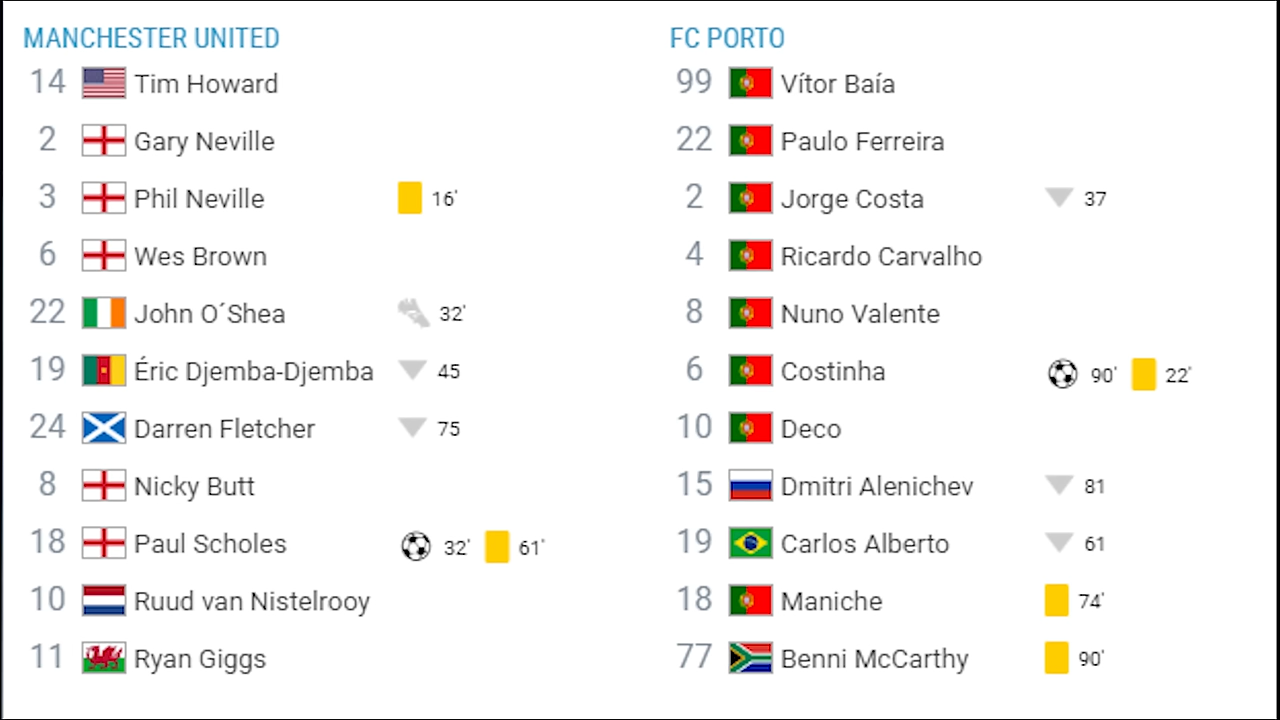 MANCHESTER UNITED
14 Tim Howard
2 Gary Neville
3 Phil Neville 16'
6 Wes Brown
22 John O´Shea 32'
19 Éric Djemba-Djemba 45
24 Darren Fletcher 75
8 Nicky Butt
18 Paul Scholes 32' 61'
10 Ruud van Nistelrooy
11 Ryan Giggs
FC PORTO
99 Vítor Baía
22 Paulo Ferreira
2 Jorge Costa 37
4 Ricardo Carvalho
8 Nuno Valente
6 Costinha 90' 22'
10 Deco
15 Dmitri Alenichev 81
19 Carlos Alberto 61
18 Maniche 74'
77 Benni McCarthy 90'